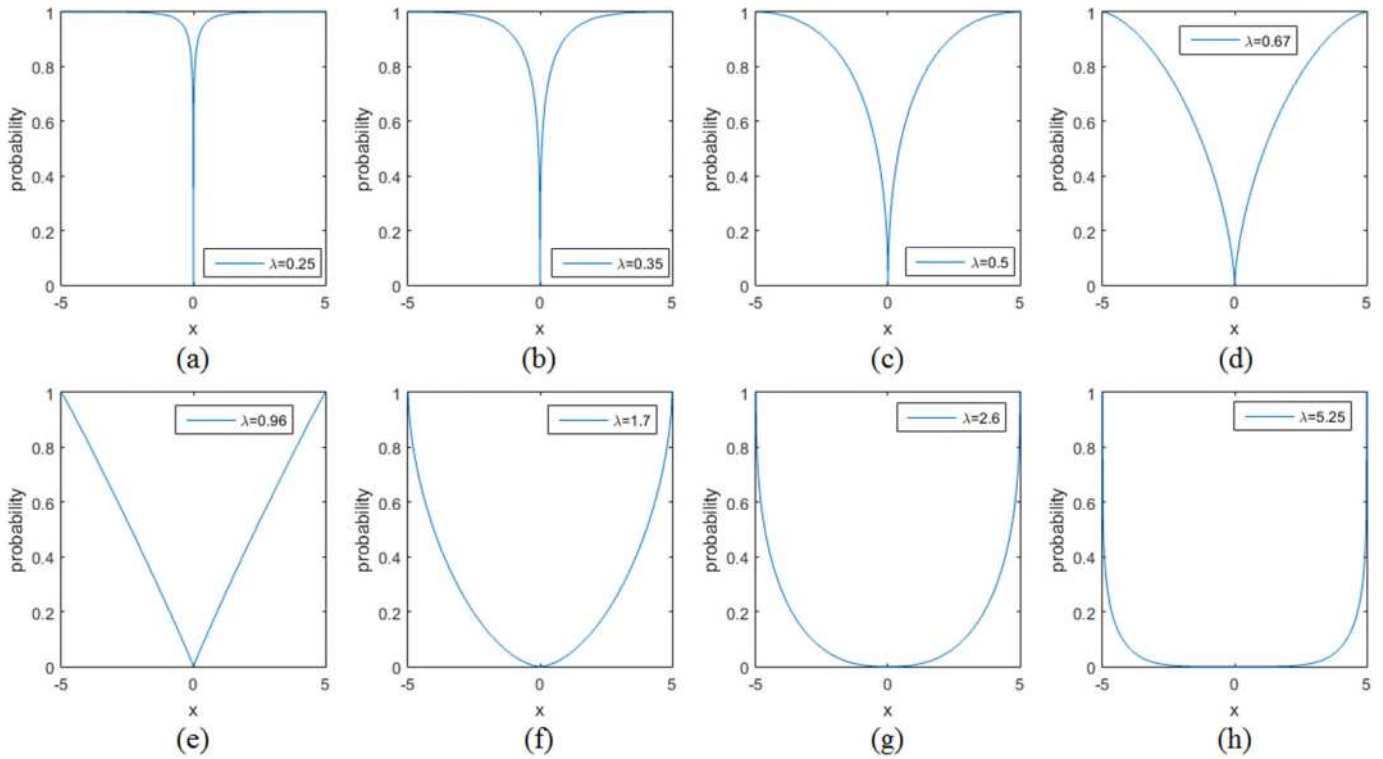 1
0.8
0.6
0.4
0.2
0
probability
-5 0 5
x
λ=0.25
(a)
1
0.8
0.6
0.4
0.2
0
probability
-5 0 5
x
λ=0.35
(b)
1
0.8
0.6
0.4
0.2
0
probability
-5 0 5
x
λ=0.5
(c)
1
0.8
0.6
0.4
0.2
0
probability
-5 0 5
x
λ=0.67
(d)
1
0.8
0.6
0.4
0.2
0
probability
-5 0 5
x
λ=0.96
(e)
1
0.8
0.6
0.4
0.2
0
probability
-5 0 5
x
λ=1.7
(f)
1
0.8
0.6
0.4
0.2
0
probability
-5 0 5
x
λ=2.6
(g)
1
0.8
0.6
0.4
0.2
0
probability
-5 0 5
x
λ=5.25
(h)